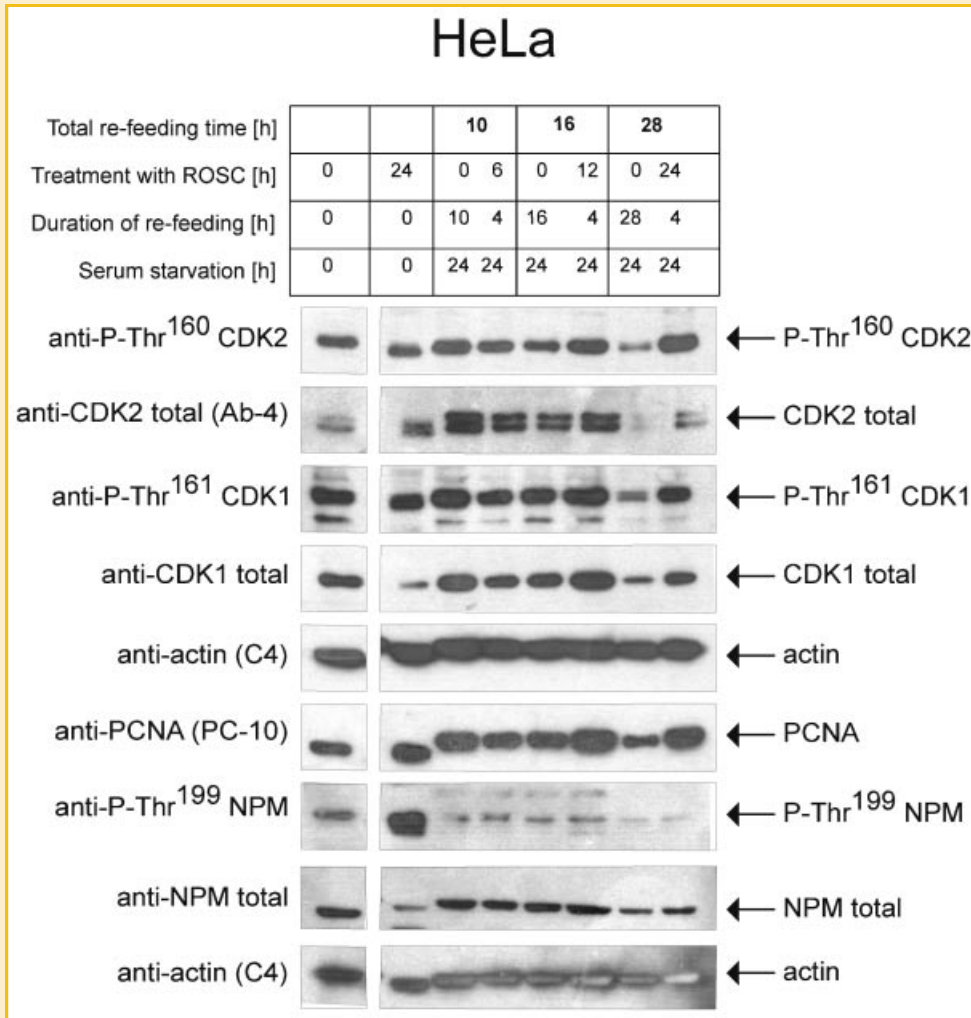 HeLa
Total re-feeding time [h] 10 16 28
Treatment with ROSC [h] 0 24 0 6 0 12 0 24
Duration of re-feeding [h] 0 0 10 4 16 4 28 4
Serum starvation [h] 0 0 24 24 24 24 24 24
anti-P-Thr160 CDK2 P-Thr160 CDK2
anti-CDK2 total (Ab-4) CDK2 total
anti-P-Thr161 CDK1 P-Thr161 CDK1
anti-CDK1 total CDK1 total
anti-actin (C4) actin
anti-PCNA (PC-10) PCNA
anti-P-Thr199 NPM P-Thr199 NPM
anti-NPM total NPM total
anti-actin (C4) actin